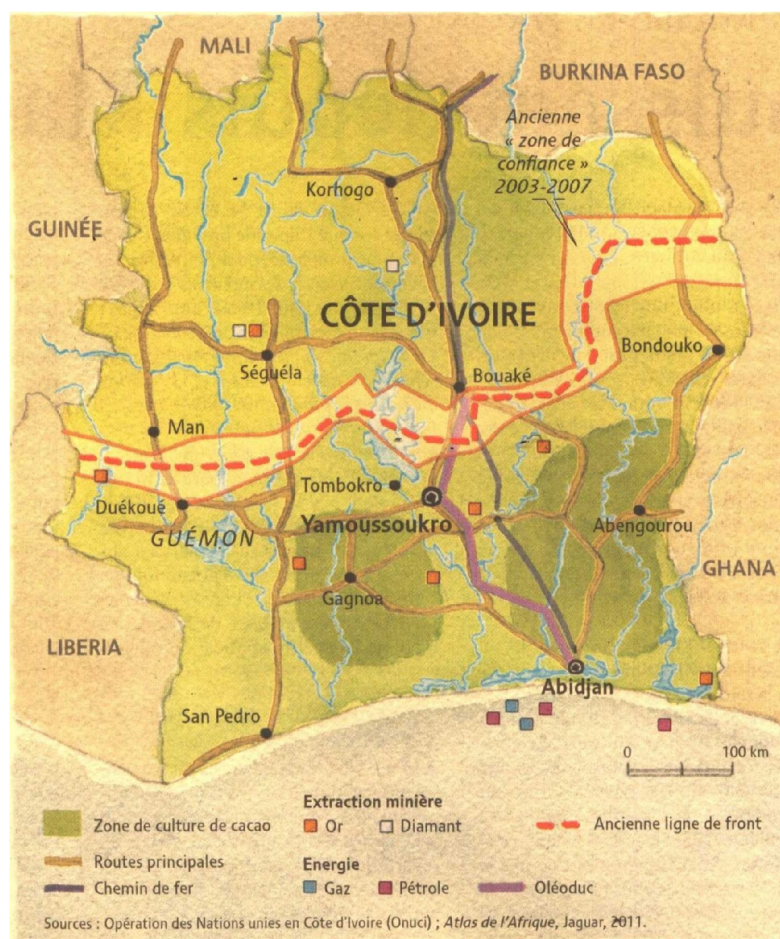 MALI
BURKINA FASO
Ancienne
« zone de
confiance »
2003-2007
Korhogo
GUINÉE
CÔTE D'IVOIRE
Bondouko
Séguéla
Bouaké
Man
Tombokro
Duékoué
Yamoussoukro
Abengourou
GUÉMON
GHANA
Gagnoa
LIBERIA
Abidjan
San Pedro
0 100 km
Extraction minière
Zone de culture de cacao
Or
Diamant
Ancienne ligne de front
Routes principales
Energie
Chemin de fer
Gaz
Pétrole
Oléoduc
Sources : Opération des Nations unies en Côte d'Ivoire (Onuci) ; Atlas de l'Afrique, Jaguar, 2011.